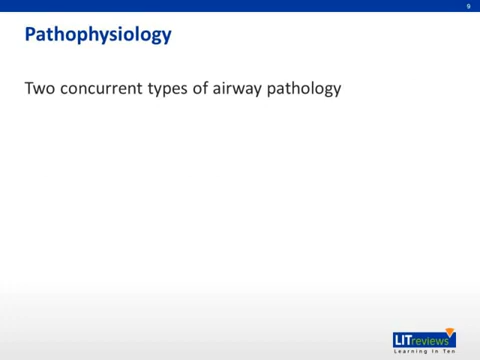 9
Pathophysiology
Two concurrent types of airway pathology
LITreviews
Learning in Ten